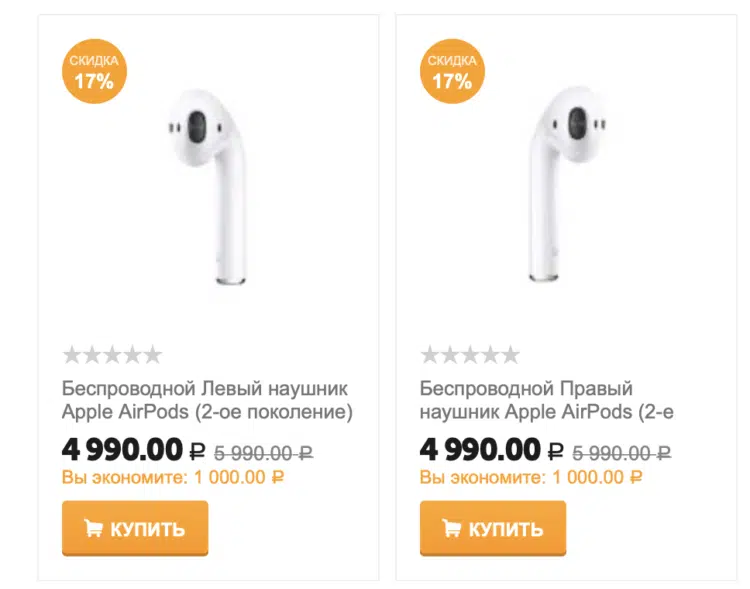 СКИДКА
17%
Беспроводной Левый наушник
Apple AirPods (2-ое поколение)
4 990.00 ₽ 5 990.00 ₽
Вы экономите: 1 000.00 ₽
КУПИТЬ
СКИДКА
17%
Беспроводной Правый
наушник Apple AirPods (2-е
4 990.00 ₽ 5 990.00 ₽
Вы экономите: 1 000.00 ₽
КУПИТЬ